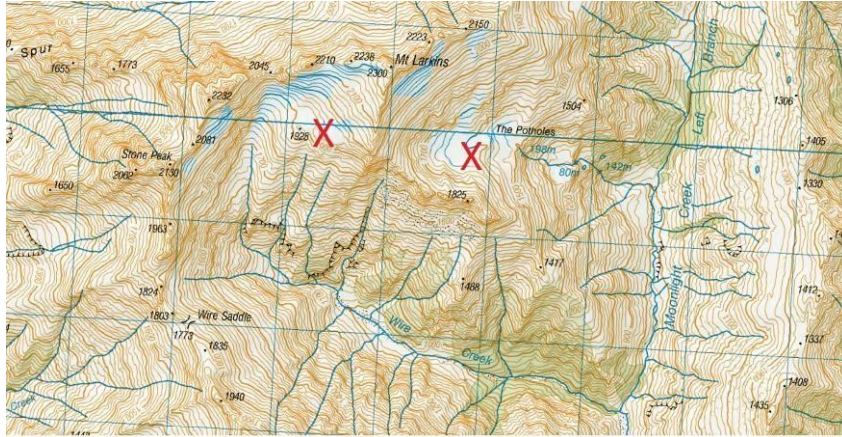 2150
2223
Spur
1655
1773
2045
2210
2238
Mt Larkins
2300
Branch
2232
1504
1306
Left
X
1928
The Potholes
2081
1405
Stone Peak
X
198m
142m
2062
2130
80m
1650
1825
1330
Creek
1963
1417
1824
1488
1412
Moonlight
1803
Wire Saddle
Wire
1773
1835
1337
Creek
1408
1940
Creek
1435